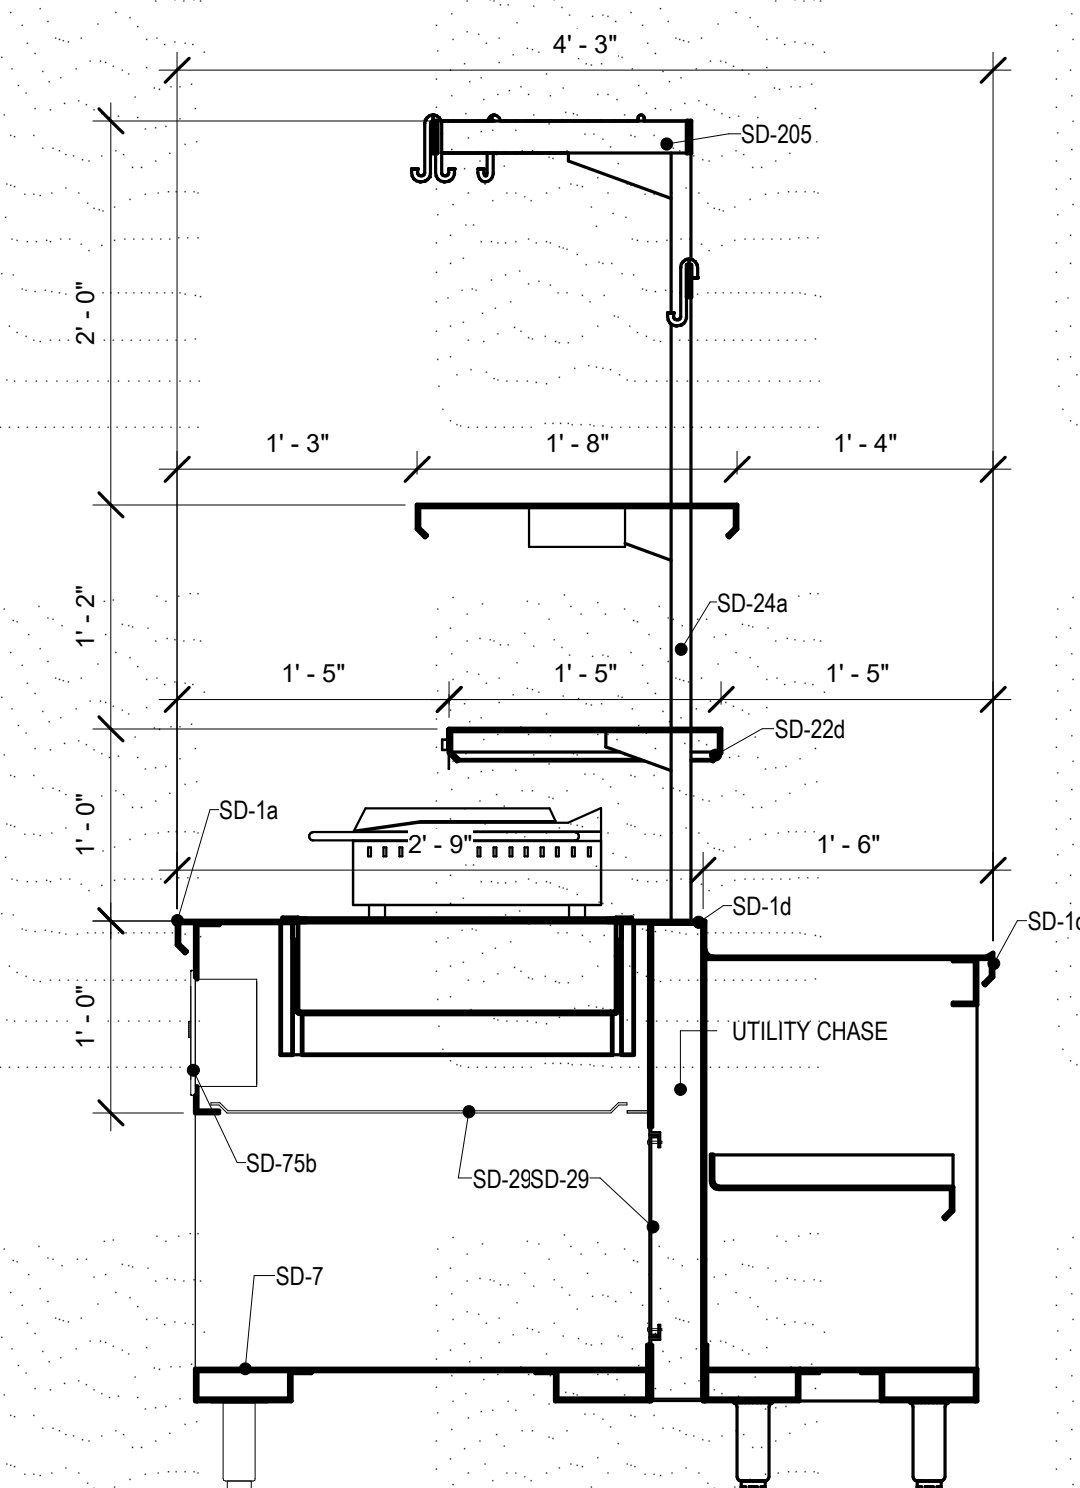 4' - 3"
SD-205
2' - 0"
1' - 3"
1' - 8"
1' - 4"
1' - 2"
SD-24a
1' - 5"
1' - 5"
1' - 5"
SD-22d
1' - 0"
SD-1a
2' - 9"
1' - 6"
SD-1d
1' - 0"
UTILITY CHASE
SD-75b
SD-29
SD-29
SD-7